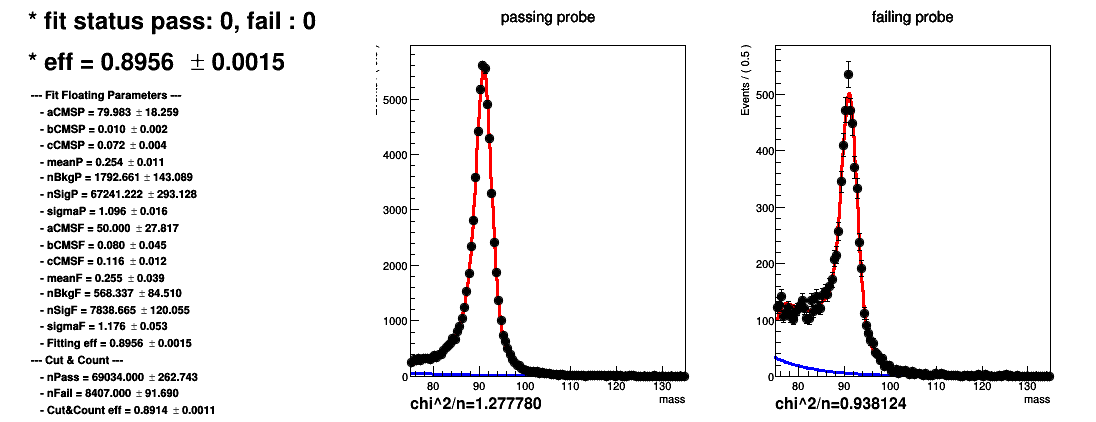 * fit status pass: 0, fail : 0
* eff = 0.8956 ± 0.0015
--- Fit Floating Parameters ---
- aCMSP = 79.983 ± 18.259
- bCMSP = 0.010 ± 0.002
- cCMSP = 0.072 ± 0.004
- meanP = 0.254 ± 0.011
- nBkgP = 1792.661 ± 143.089
- nSigP = 67241.222 ± 293.128
- sigmaP = 1.096 ± 0.016
- aCMSF = 50.000 ± 27.817
- bCMSF = 0.080 ± 0.045
- cCMSF = 0.116 ± 0.012
- meanF = 0.255 ± 0.039
- nBkgF = 568.337 ± 84.510
- nSigF = 7838.665 ± 120.055
- sigmaF = 1.176 ± 0.053
- Fitting eff = 0.8956 ± 0.0015
--- Cut & Count ---
- nPass = 69034.000 ± 262.743
- nFail = 8407.000 ± 91.690
- Cut&Count eff = 0.8914 ± 0.0011
passing probe
5000
4000
3000
2000
1000
0
80 90 100 110 120 130
mass
chi^2/n=1.277780
failing probe
Events / ( 0.5 )
500
400
300
200
100
0
80 90 100 110 120 130
mass
chi^2/n=0.938124